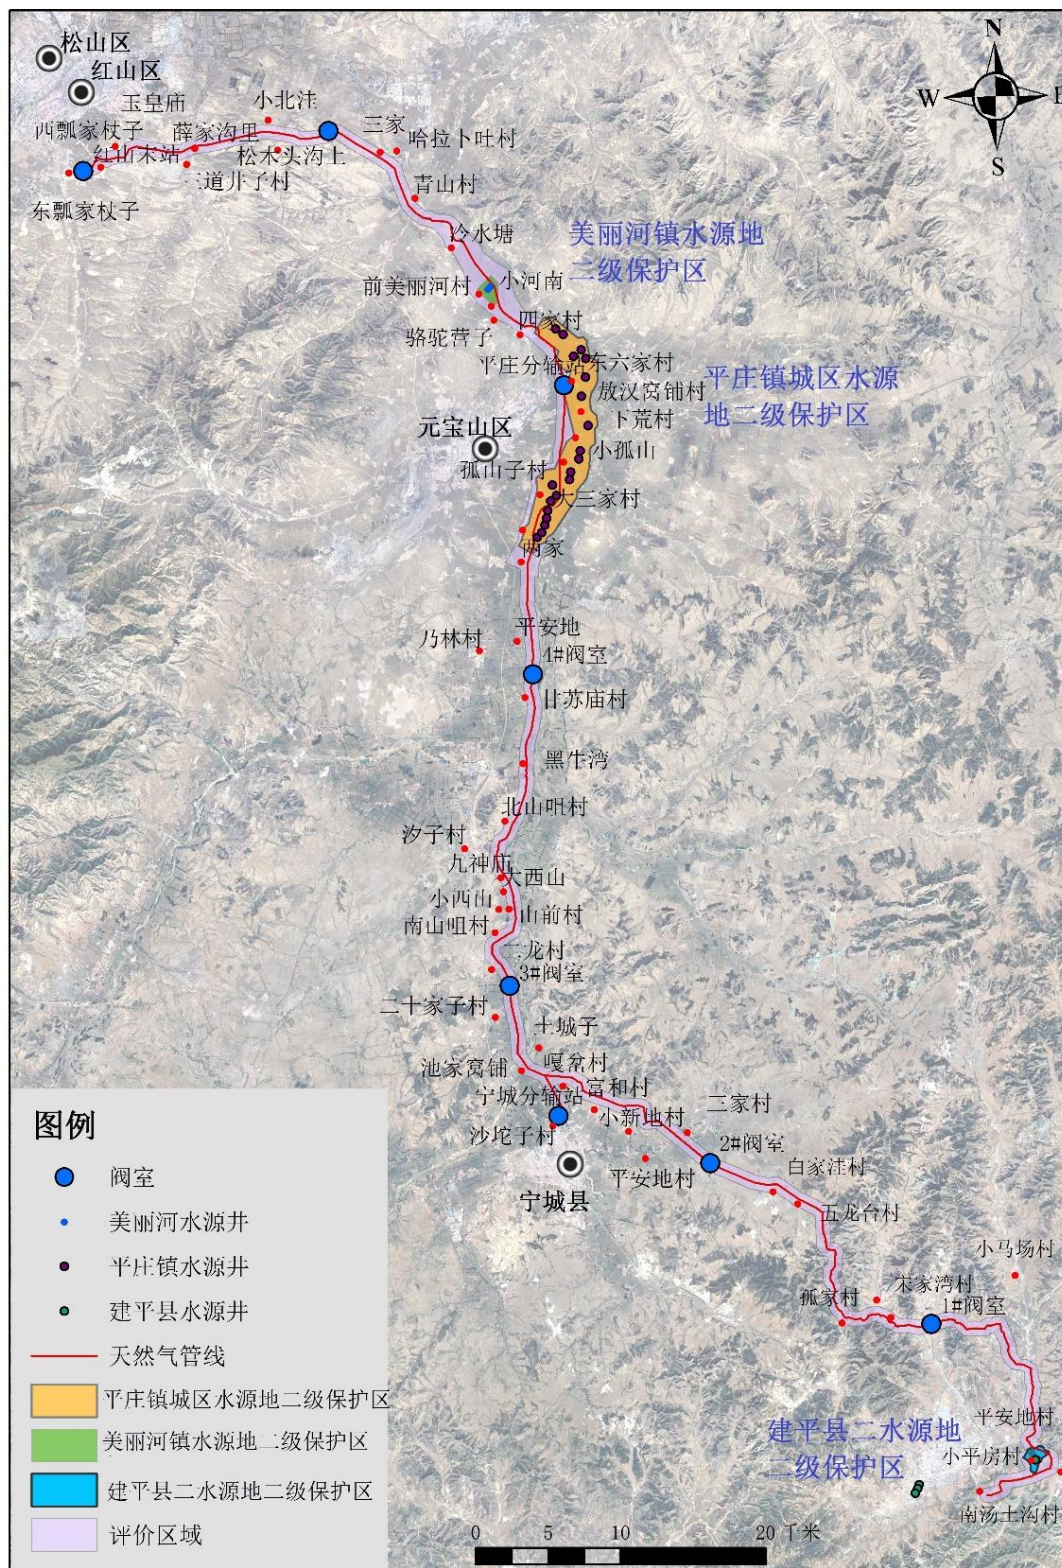 松山区
红山区
N
W
E
S
玉皇庙
小北洼
西瓢家杖子
薛家沟里
三家
哈拉卜吐村
红山末站
松木头沟上
三道井子村
东瓢家杖子
青山村
冷水塘
美丽河镇水源地
二级保护区
小河南
前美丽河村
四家村
骆驼营子
平庄分输站
东六家村
平庄镇城区水源
地二级保护区
敖汉窝铺村
下荒村
元宝山区
小孤山
孤山子村
大三家村
两家
平安地
乃林村
4#阀室
甘苏庙村
黑牛湾
北山咀村
汐子村
九神庙
大西山
小西山
山前村
南山咀村
二龙村
3#阀室
二十家子村
土城子
池家窝铺
嘎岔村
宁城分输站
富和村
小新地村
三家村
沙坨子村
2#阀室
平安地村
白家洼村
宁城县
五龙台村
小马场村
宋家湾村
孤家村
1#阀室
平安地村
建平县二水源地
二级保护区
小平房村
南汤土沟村
图例
阀室
美丽河水源井
平庄镇水源井
建平县水源井
天然气管线
平庄镇城区水源地二级保护区
美丽河镇水源地二级保护区
建平县二水源地二级保护区
评价区域
0 5 10 20 千米